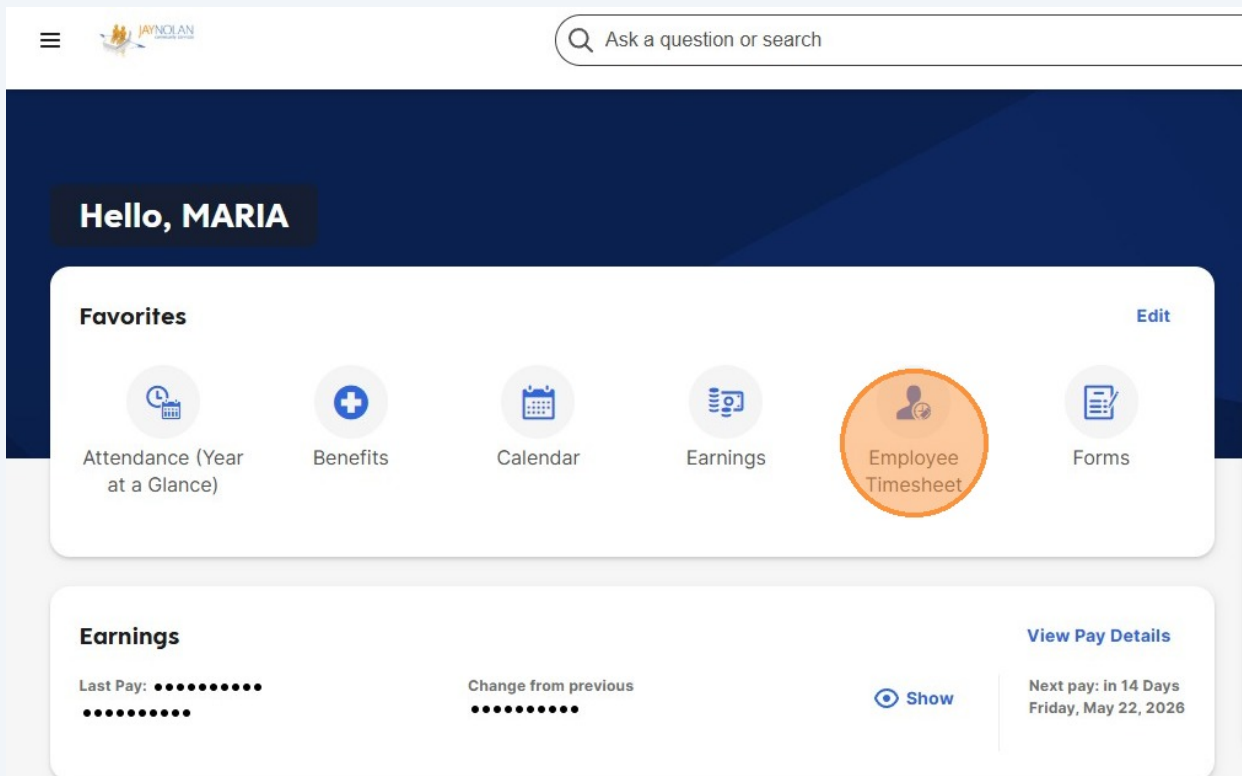 JAYNOLAN
Ask a question or search
Hello, MARIA
Favorites
Edit
Attendance (Year
at a Glance)
Benefits
Calendar
Earnings
Employee
Timesheet
Forms
Earnings
View Pay Details
Last Pay: ●●●●●●●●●●
●●●●●●●●●●
Change from previous
●●●●●●●●●●
Show
Next pay: in 14 Days
Friday, May 22, 2026